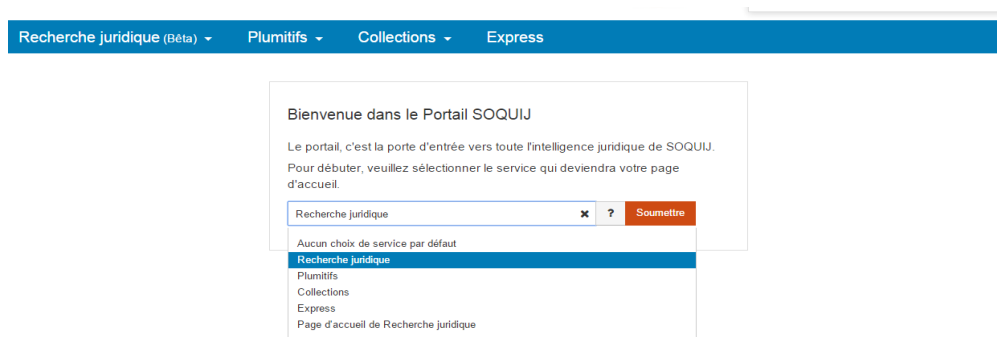 Recherche juridique (Bêta) Plumitifs Collections Express
Bienvenue dans le Portail SOQUIJ
Le portail, c'est la porte d'entrée vers toute l'intelligence juridique de SOQUIJ.
Pour débuter, veuillez sélectionner le service qui deviendra votre page
d'accueil.
Recherche juridique ? Soumettre
Aucun choix de service par défaut
Recherche juridique
Plumitifs
Collections
Express
Page d'accueil de Recherche juridique